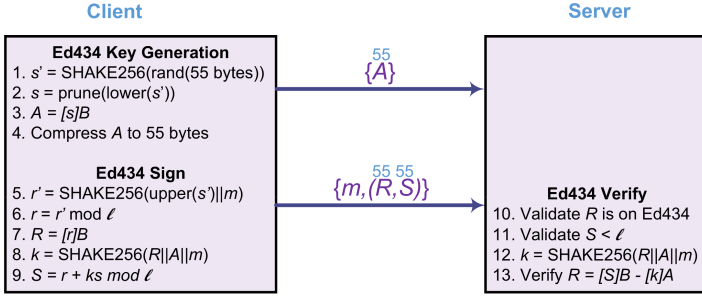 Client
Server
Ed434 Key Generation
1. s' = SHAKE256(rand(55 bytes))
2. s = prune(lower(s'))
3. A = [s]B
4. Compress A to 55 bytes
55
{A}
Ed434 Sign
5. r' = SHAKE256(upper(s')||m)
6. r = r' mod ℓ
7. R = [r]B
8. k = SHAKE256(R||A||m)
9. S = r + ks mod ℓ
55 55
{m,(R,S)}
Ed434 Verify
10. Validate R is on Ed434
11. Validate S < ℓ
12. k = SHAKE256(R||A||m)
13. Verify R = [S]B - [k]A